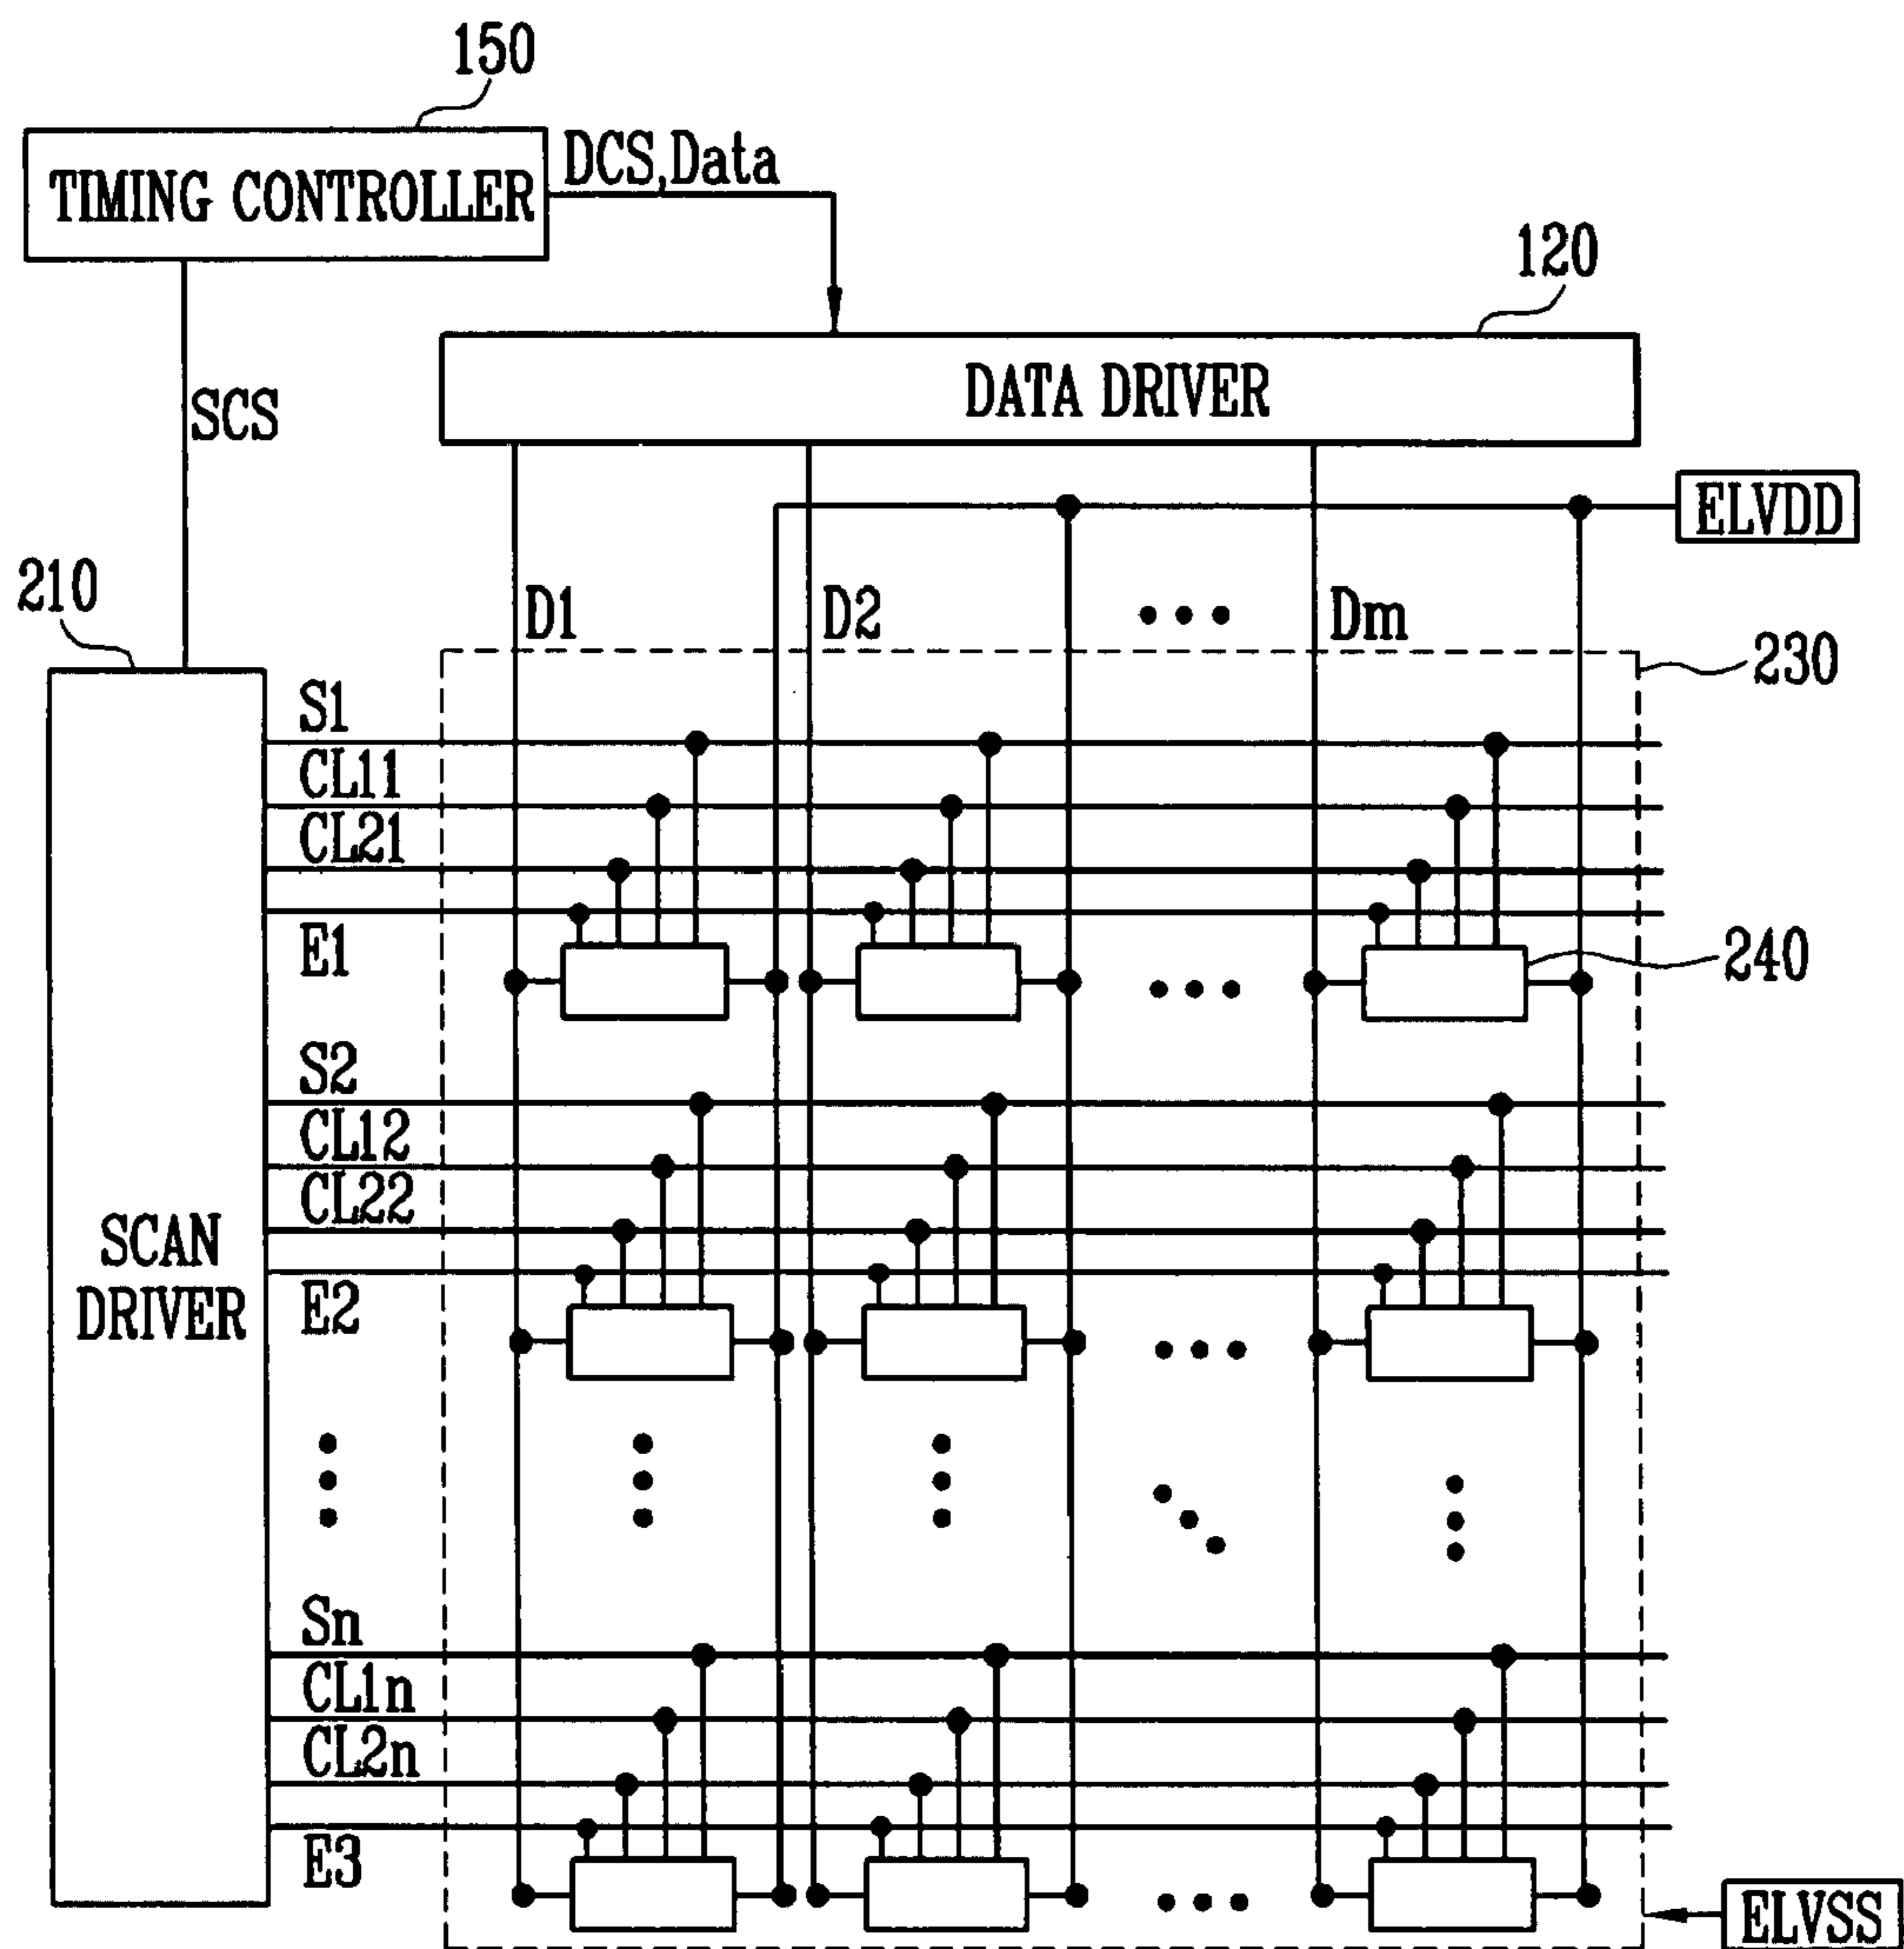 150
TIMING CONTROLLER
DCS,Data
120
DATA DRIVER
SCS
ELVDD
210
D1
D2
Dm
230
S1
CL11
CL21
E1
240
S2
CL12
CL22
SCAN
DRIVER
E2
Sn
CL1n
CL2n
E3
ELVSS